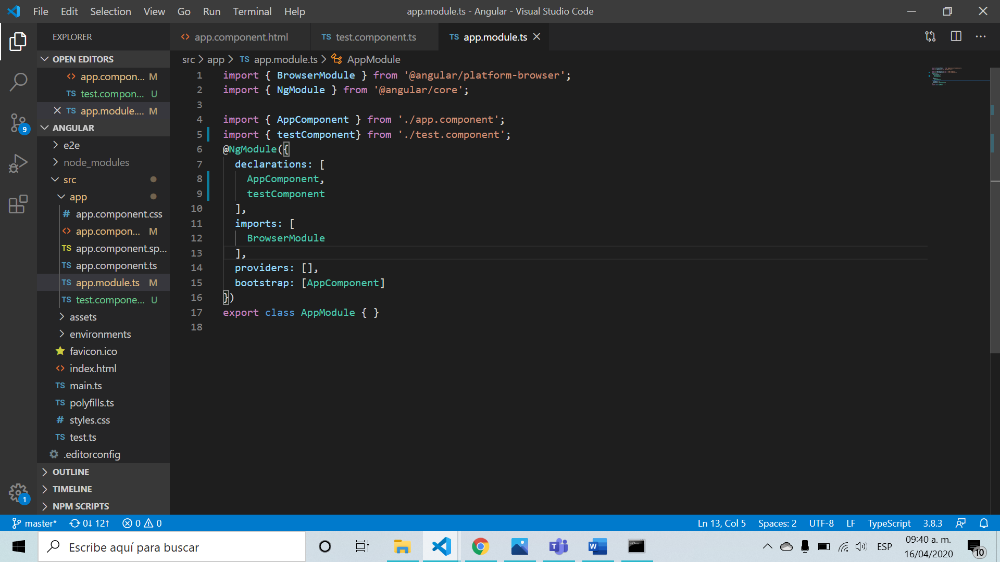 File Edit Selection View Go Run Terminal Help
app.module.ts - Angular - Visual Studio Code
EXPLORER
OPEN EDITORS
<> app.compon... M
TS test.compon... U
TS app.module.... M
ANGULAR
e2e
node_modules
src
app
# app.component.css
<> app.compon... M
TS app.component.sp...
TS app.component.ts
TS app.module.ts M
TS test.compone... U
assets
environments
favicon.ico
<> index.html
TS main.ts
TS polyfills.ts
# styles.css
TS test.ts
.editorconfig
OUTLINE
TIMELINE
NPM SCRIPTS
9
1
<> app.component.html
TS test.component.ts
TS app.module.ts
src > app > TS app.module.ts > AppModule
1 import { BrowserModule } from '@angular/platform-browser';
2 import { NgModule } from '@angular/core';
3
4 import { AppComponent } from './app.component';
5 import { testComponent} from './test.component';
6 @NgModule({
7 declarations: [
8 AppComponent,
9 testComponent
10 ],
11 imports: [
12 BrowserModule
13 ],
14 providers: [],
15 bootstrap: [AppComponent]
16 })
17 export class AppModule { }
18
master* 0↓ 12↑ 0 0
Ln 13, Col 5 Spaces: 2 UTF-8 LF TypeScript 3.8.3
Escribe aquí para buscar
ESP
09:40 a. m.
16/04/2020
10